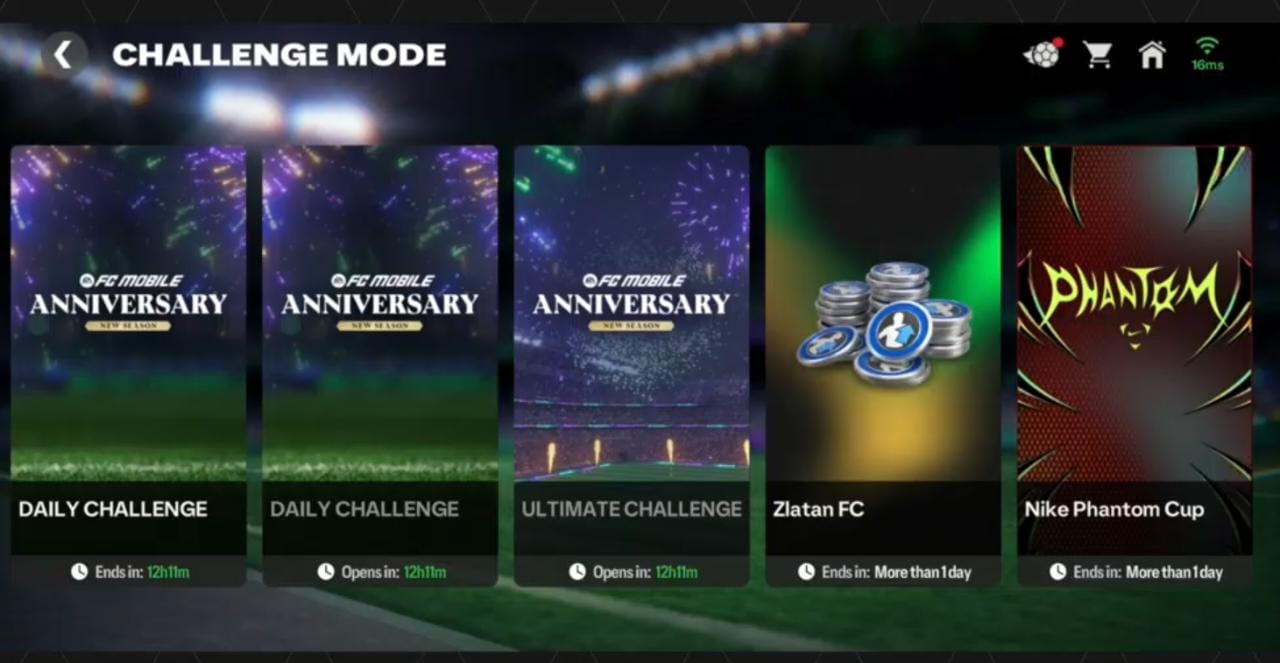 CHALLENGE MODE
16ms
FC MOBILE
ANNIVERSARY
NEW SEASON
DAILY CHALLENGE
Ends in: 12h11m
FC MOBILE
ANNIVERSARY
NEW SEASON
DAILY CHALLENGE
Opens in: 12h11m
FC MOBILE
ANNIVERSARY
NEW SEASON
ULTIMATE CHALLENGE
Opens in: 12h11m
Zlatan FC
Ends in: More than 1 day
PHANTOM
Nike Phantom Cup
Ends in: More than 1 day